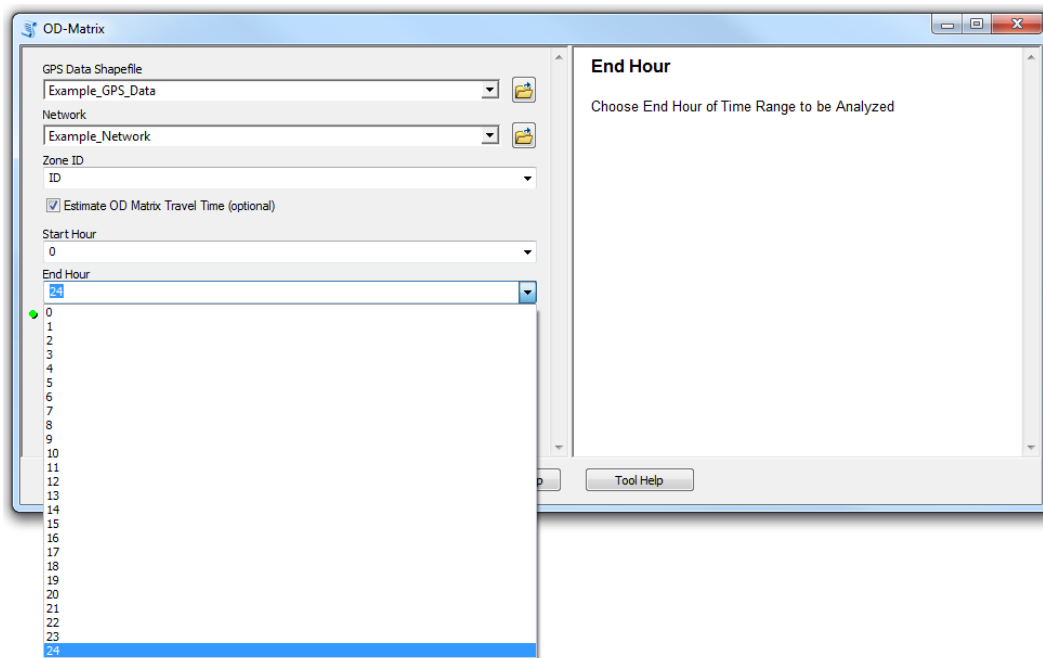 OD-Matrix
GPS Data Shapefile
Example_GPS_Data
Network
Example_Network
Zone ID
ID
Estimate OD Matrix Travel Time (optional)
Start Hour
0
End Hour
24
0
1
2
3
4
5
6
7
8
9
10
11
12
13
14
15
16
17
18
19
20
21
22
23
24
End Hour
Choose End Hour of Time Range to be Analyzed
Tool Help